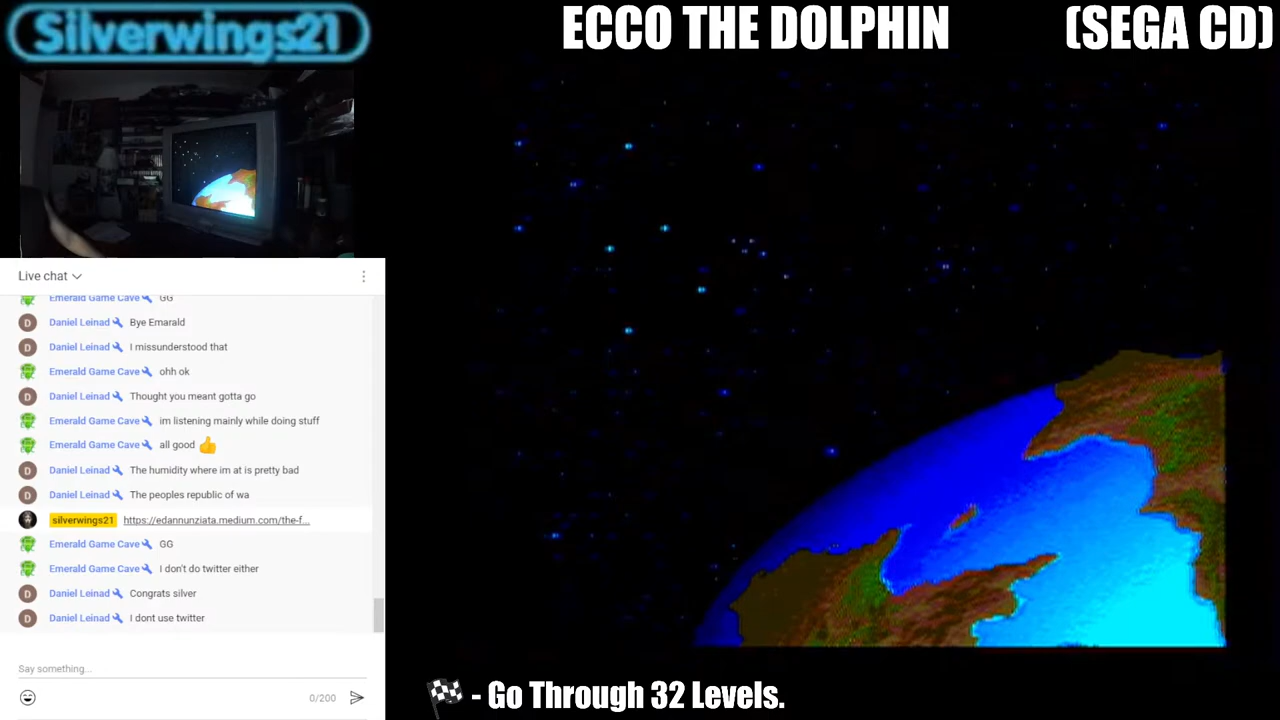 Silverwings21
ECCO THE DOLPHIN (SEGA CD)
Live chat
Emerald Game Cave GG
Daniel Leinad Bye Emarald
Daniel Leinad I missunderstood that
Emerald Game Cave ohh ok
Daniel Leinad Thought you meant gotta go
Emerald Game Cave im listening mainly while doing stuff
Emerald Game Cave all good 👍
Daniel Leinad The humidity where im at is pretty bad
Daniel Leinad The peoples republic of wa
silverwings21 https://edannunziata.medium.com/the-f...
Emerald Game Cave GG
Emerald Game Cave I don't do twitter either
Daniel Leinad Congrats silver
Daniel Leinad I dont use twitter
Say something...
0/200
- Go Through 32 Levels.